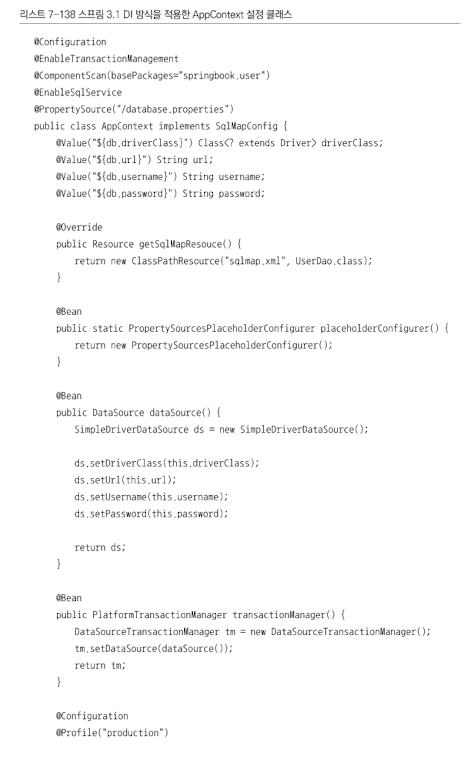 리스트 7-138 스프링 3.1 DI 방식을 적용한 AppContext 설정 클래스
@Configuration
@EnableTransactionManagement
@ComponentScan(basePackages="springbook.user")
@EnableSqlService
@PropertySource("/database.properties")
public class AppContext implements SqlMapConfig {
@Value("${db.driverClass}") Class<? extends Driver> driverClass;
@Value("${db.url}") String url;
@Value("${db.username}") String username;
@Value("${db.password}") String password;
@Override
public Resource getSqlMapResouce() {
return new ClassPathResource("sqlmap.xml", UserDao.class);
}
@Bean
public static PropertySourcesPlaceholderConfigurer placeholderConfigurer() {
return new PropertySourcesPlaceholderConfigurer();
}
@Bean
public DataSource dataSource() {
SimpleDriverDataSource ds = new SimpleDriverDataSource();
ds.setDriverClass(this.driverClass);
ds.setUrl(this.url);
ds.setUsername(this.username);
ds.setPassword(this.password);
return ds;
}
@Bean
public PlatformTransactionManager transactionManager() {
DataSourceTransactionManager tm = new DataSourceTransactionManager();
tm.setDataSource(dataSource());
return tm;
}
@Configuration
@Profile("production")